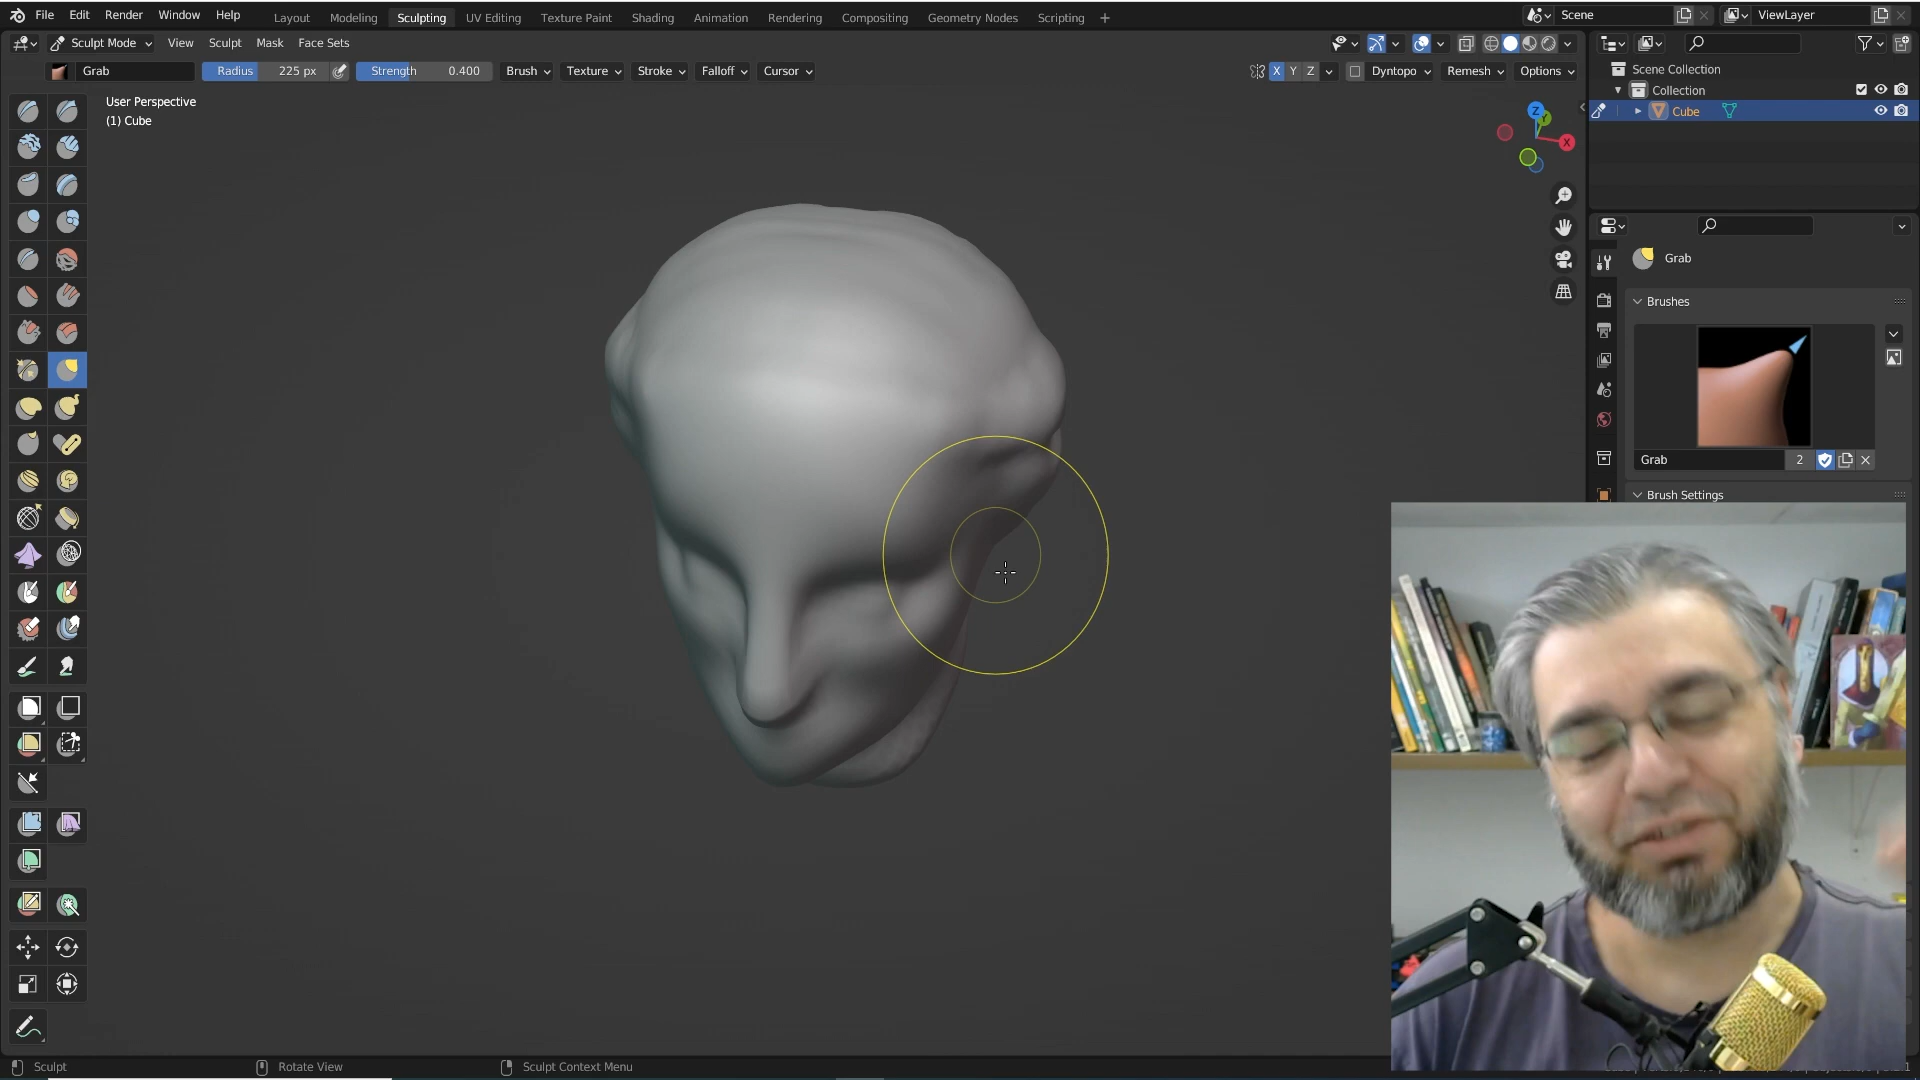 File Edit Render Window Help
Layout Modeling Sculpting UV Editing Texture Paint Shading Animation Rendering Compositing Geometry Nodes Scripting +
Scene
ViewLayer
Sculpt Mode View Sculpt Mask Face Sets
Grab Radius 225 px Strength 0.400 Brush Texture Stroke Falloff Cursor
X Y Z Dyntopo Remesh Options
User Perspective
(1) Cube
Z
Y
X
Scene Collection
Collection
Cube
Grab
Brushes
Grab 2
Brush Settings
Sculpt Rotate View Sculpt Context Menu